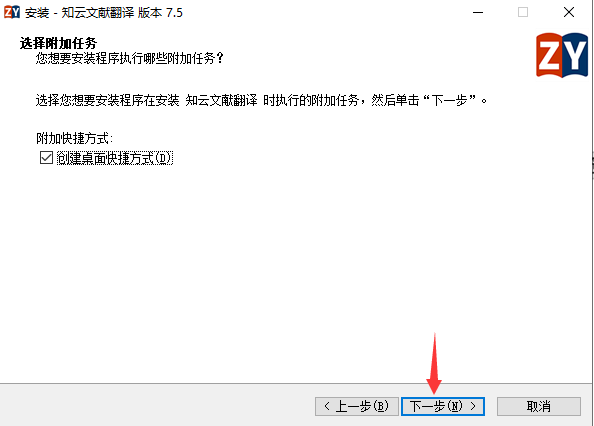 ZY 安装 - 知云文献翻译 版本 7.5
选择附加任务
您想要安装程序执行哪些附加任务?
ZY
选择您想要安装程序在安装 知云文献翻译 时执行的附加任务，然后单击“下一步”。
附加快捷方式:
创建桌面快捷方式(D)
< 上一步(B) 下一步(N) > 取消